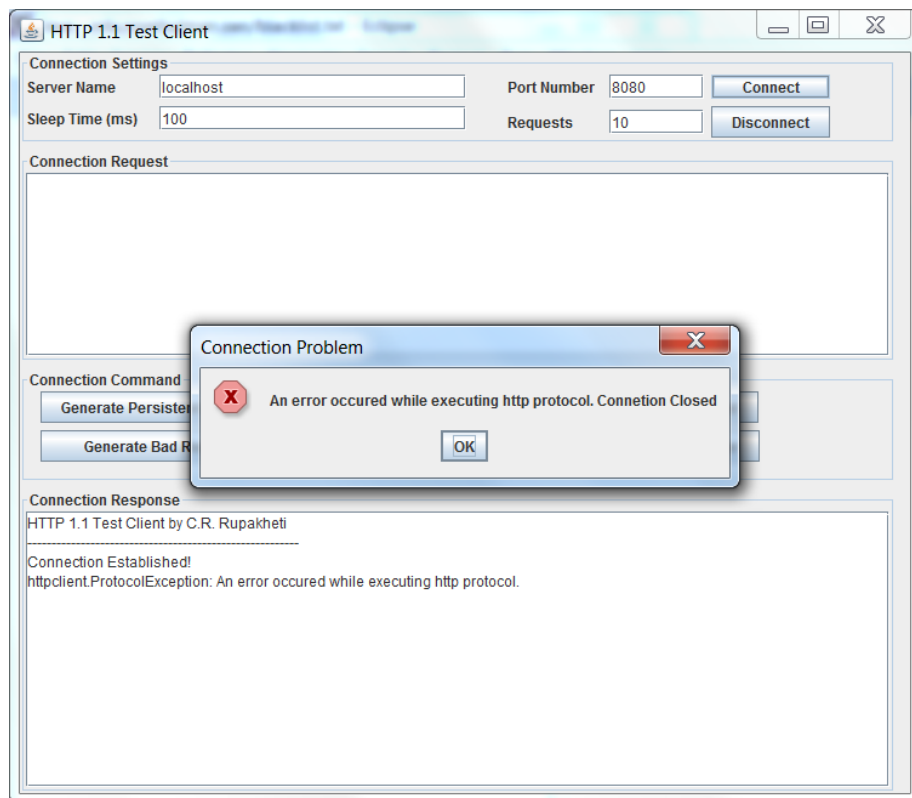 HTTP 1.1 Test Client
Connection Settings
Server Name localhost Port Number 8080 Connect
Sleep Time (ms) 100 Requests 10 Disconnect
Connection Request
Connection Problem
An error occured while executing http protocol. Connetion Closed
OK
Connection Command
Generate Persister
Generate Bad R
Connection Response
HTTP 1.1 Test Client by C.R. Rupakheti
------------------------------------------------------------
Connection Established!
httpclient.ProtocolException: An error occured while executing http protocol.